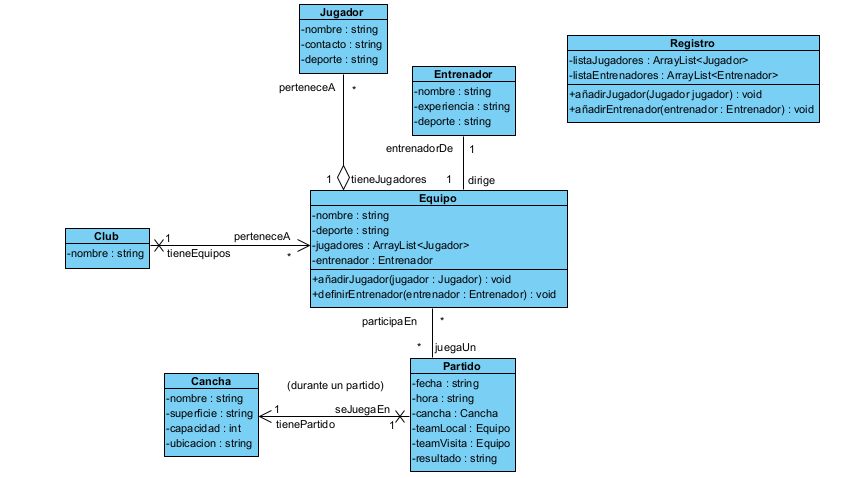 Jugador
-nombre : string
-contacto : string
-deporte : string
perteneceA
*
Entrenador
-nombre : string
-experiencia : string
-deporte : string
entrenadorDe
1
Registro
-listaJugadores : ArrayList<Jugador>
-listaEntrenadores : ArrayList<Entrenador>
+añadirJugador(Jugador jugador) : void
+añadirEntrenador(entrenador : Entrenador) : void
1
tieneJugadores
1
dirige
Equipo
-nombre : string
-deporte : string
-jugadores : ArrayList<Jugador>
-entrenador : Entrenador
+añadirJugador(jugador : Jugador) : void
+definirEntrenador(entrenador : Entrenador) : void
Club
-nombre : string
1
perteneceA
tieneEquipos
*
participaEn
*
*
juegaUn
Partido
-fecha : string
-hora : string
-cancha : Cancha
-teamLocal : Equipo
-teamVisita : Equipo
-resultado : string
Cancha
-nombre : string
-superficie : string
-capacidad : int
-ubicacion : string
(durante un partido)
1
seJuegaEn
tienePartido
1